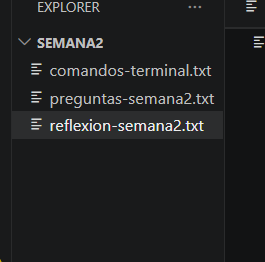 EXPLORER
SEMANA2
comandos-terminal.txt
preguntas-semana2.txt
reflexion-semana2.txt